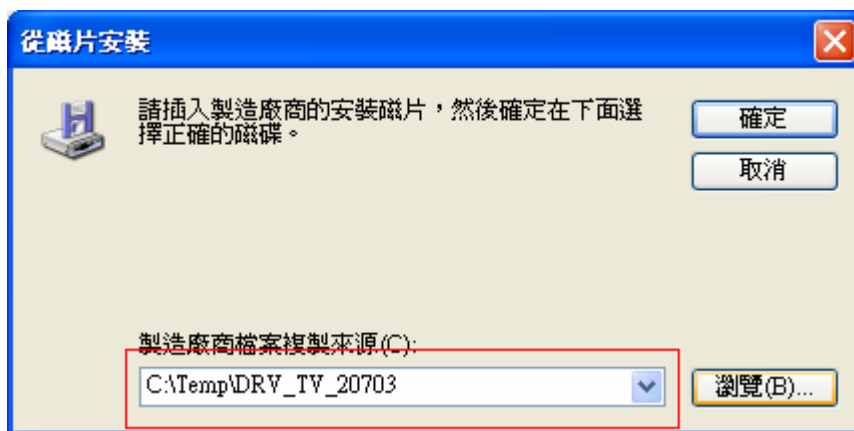 從磁片安裝
請插入製造廠商的安裝磁片，然後確定在下面選
擇正確的磁碟。
確定
取消
製造廠商檔案複製來源(C):
C:\Temp\DRV_TV_20703
瀏覽(B)...